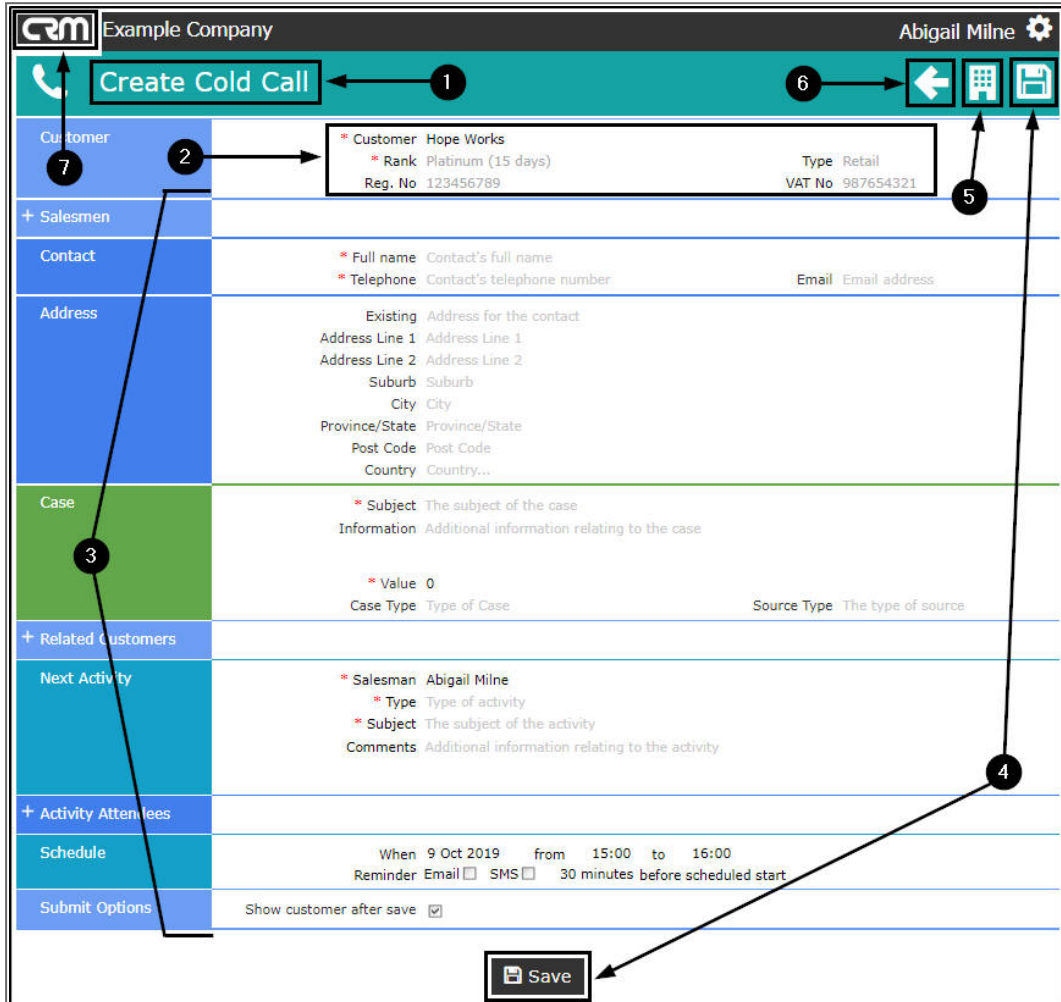 CRM Example Company Abigail Milne
Create Cold Call 1 6
Customer * Customer Hope Works
7 2 * Rank Platinum (15 days) Type Retail
Reg. No 123456789 VAT No 987654321
5
+ Salesmen
Contact * Full name Contact's full name
* Telephone Contact's telephone number Email Email address
Address Existing Address for the contact
Address Line 1 Address Line 1
Address Line 2 Address Line 2
Suburb Suburb
City City
Province/State Province/State
Post Code Post Code
Country Country...
Case * Subject The subject of the case
Information Additional information relating to the case
3
* Value 0
Case Type Type of Case Source Type The type of source
+ Related Customers
Next Activity * Salesman Abigail Milne
* Type Type of activity
* Subject The subject of the activity
Comments Additional information relating to the activity
4
+ Activity Attendees
Schedule When 9 Oct 2019 from 15:00 to 16:00
Reminder Email SMS 30 minutes before scheduled start
Submit Options Show customer after save
Save